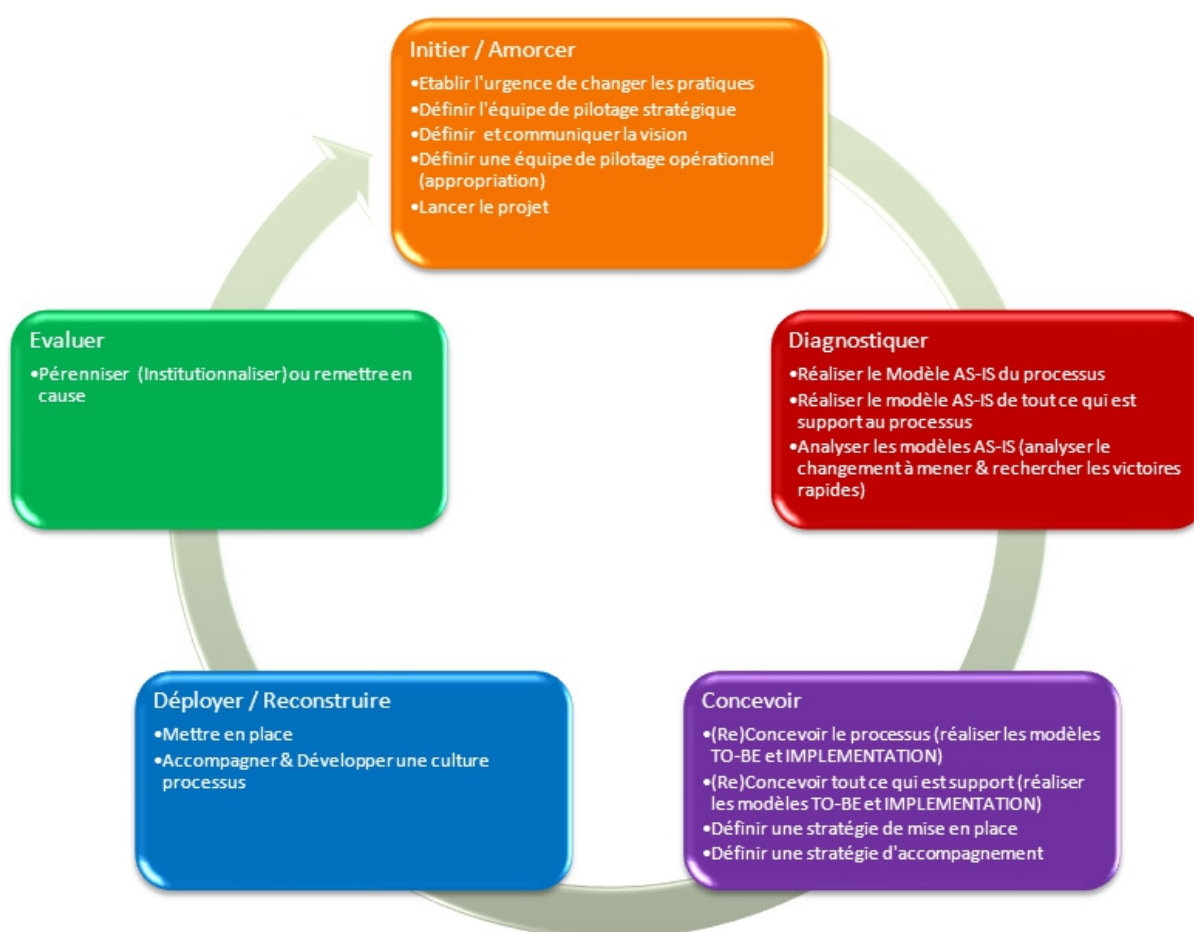 Initier / Amorcer
•Etablir l'urgence de changer les pratiques
•Définir l'équipe de pilotage stratégique
•Définir et communiquer la vision
•Définir une équipe de pilotage opérationnel
(appropriation)
•Lancer le projet
Diagnostiquer
•Réaliser le Modèle AS-IS du processus
•Réaliser le modèle AS-IS de tout ce qui est
support au processus
•Analyser les modèles AS-IS (analyser le
changement à mener & rechercher les victoires
rapides)
Concevoir
•(Re)Concevoir le processus (réaliser les modèles
TO-BE et IMPLEMENTATION)
•(Re)Concevoir tout ce qui est support (réaliser
les modèles TO-BE et IMPLEMENTATION)
•Définir une stratégie de mise en place
•Définir une stratégie d'accompagnement
Déployer / Reconstruire
•Mettre en place
•Accompagner & Développer une culture
processus
Evaluer
•Pérenniser (Institutionnaliser) ou remettre en
cause